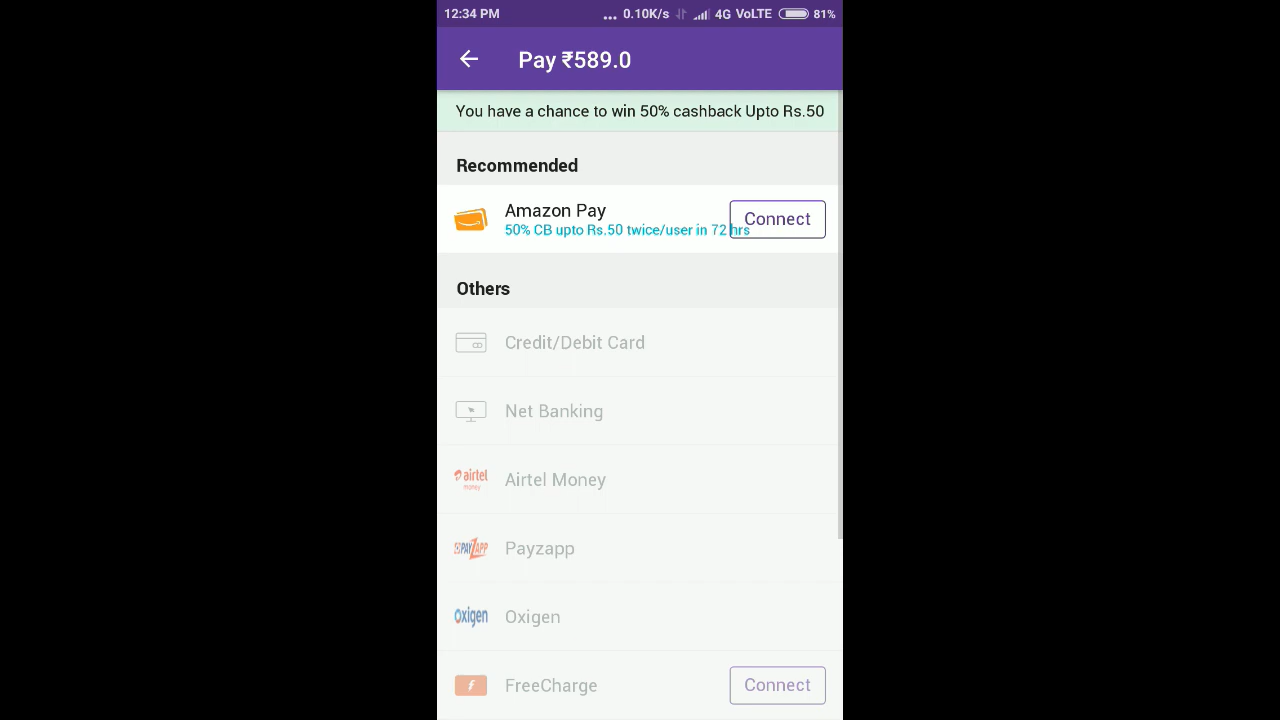 12:34 PM ... 0.10K/s 4G VoLTE 81%
Pay ₹589.0
You have a chance to win 50% cashback Upto Rs.50
Recommended
Amazon Pay
50% CB upto Rs.50 twice/user in 72 hrs
Connect
Others
Credit/Debit Card
Net Banking
airtel
money
Airtel Money
PAYZAPP
Payzapp
oxigen
Oxigen
FreeCharge
Connect